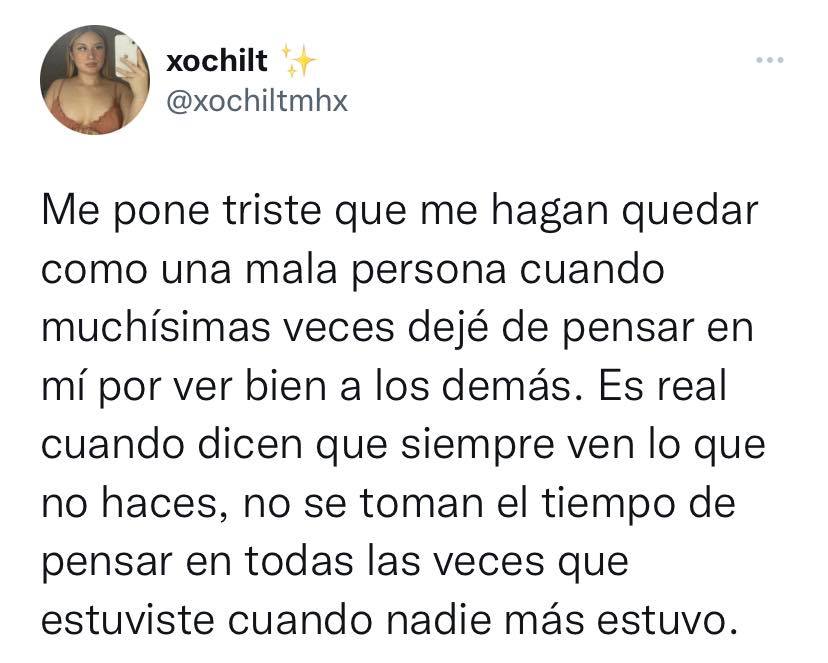 xochilt ✨
@xochiltmhx
Me pone triste que me hagan quedar
como una mala persona cuando
muchísimas veces dejé de pensar en
mí por ver bien a los demás. Es real
cuando dicen que siempre ven lo que
no haces, no se toman el tiempo de
pensar en todas las veces que
estuviste cuando nadie más estuvo.